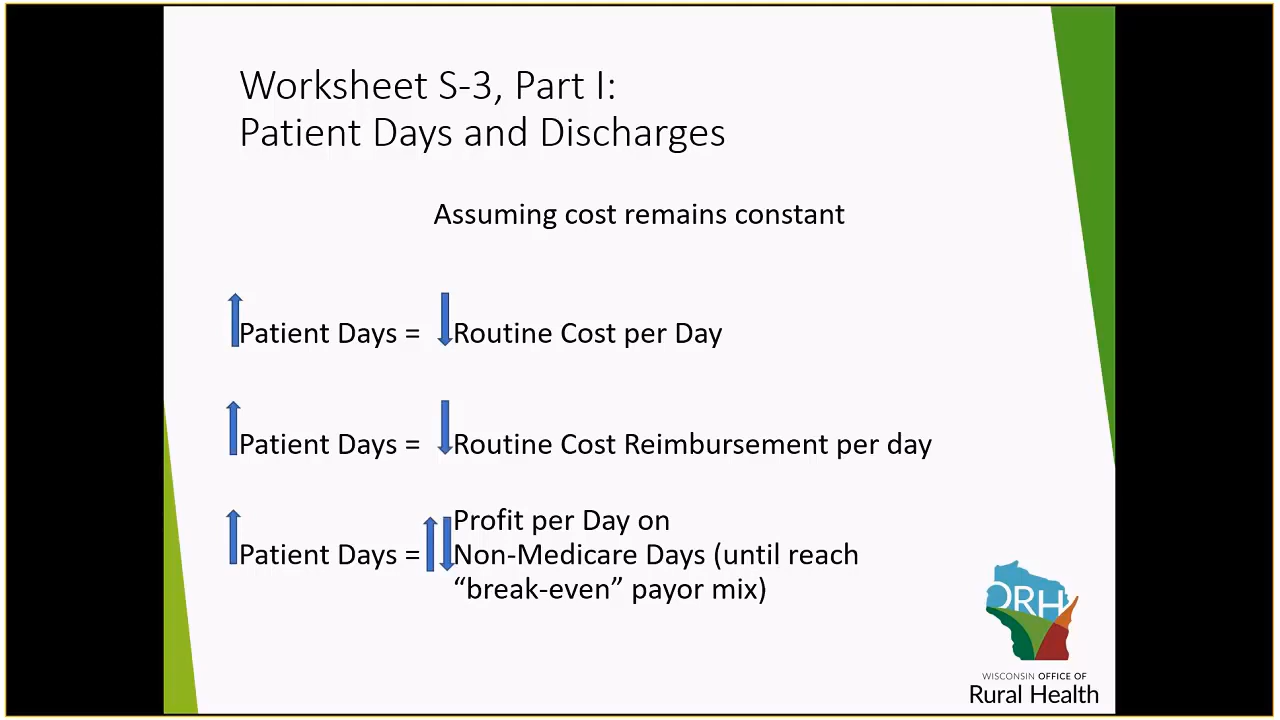 Worksheet S-3, Part I:
Patient Days and Discharges
Assuming cost remains constant
Patient Days = Routine Cost per Day
Patient Days = Routine Cost Reimbursement per day
Profit per Day on
Patient Days = Non-Medicare Days (until reach
“break-even” payor mix)
ORH
WISCONSIN OFFICE OF
Rural Health